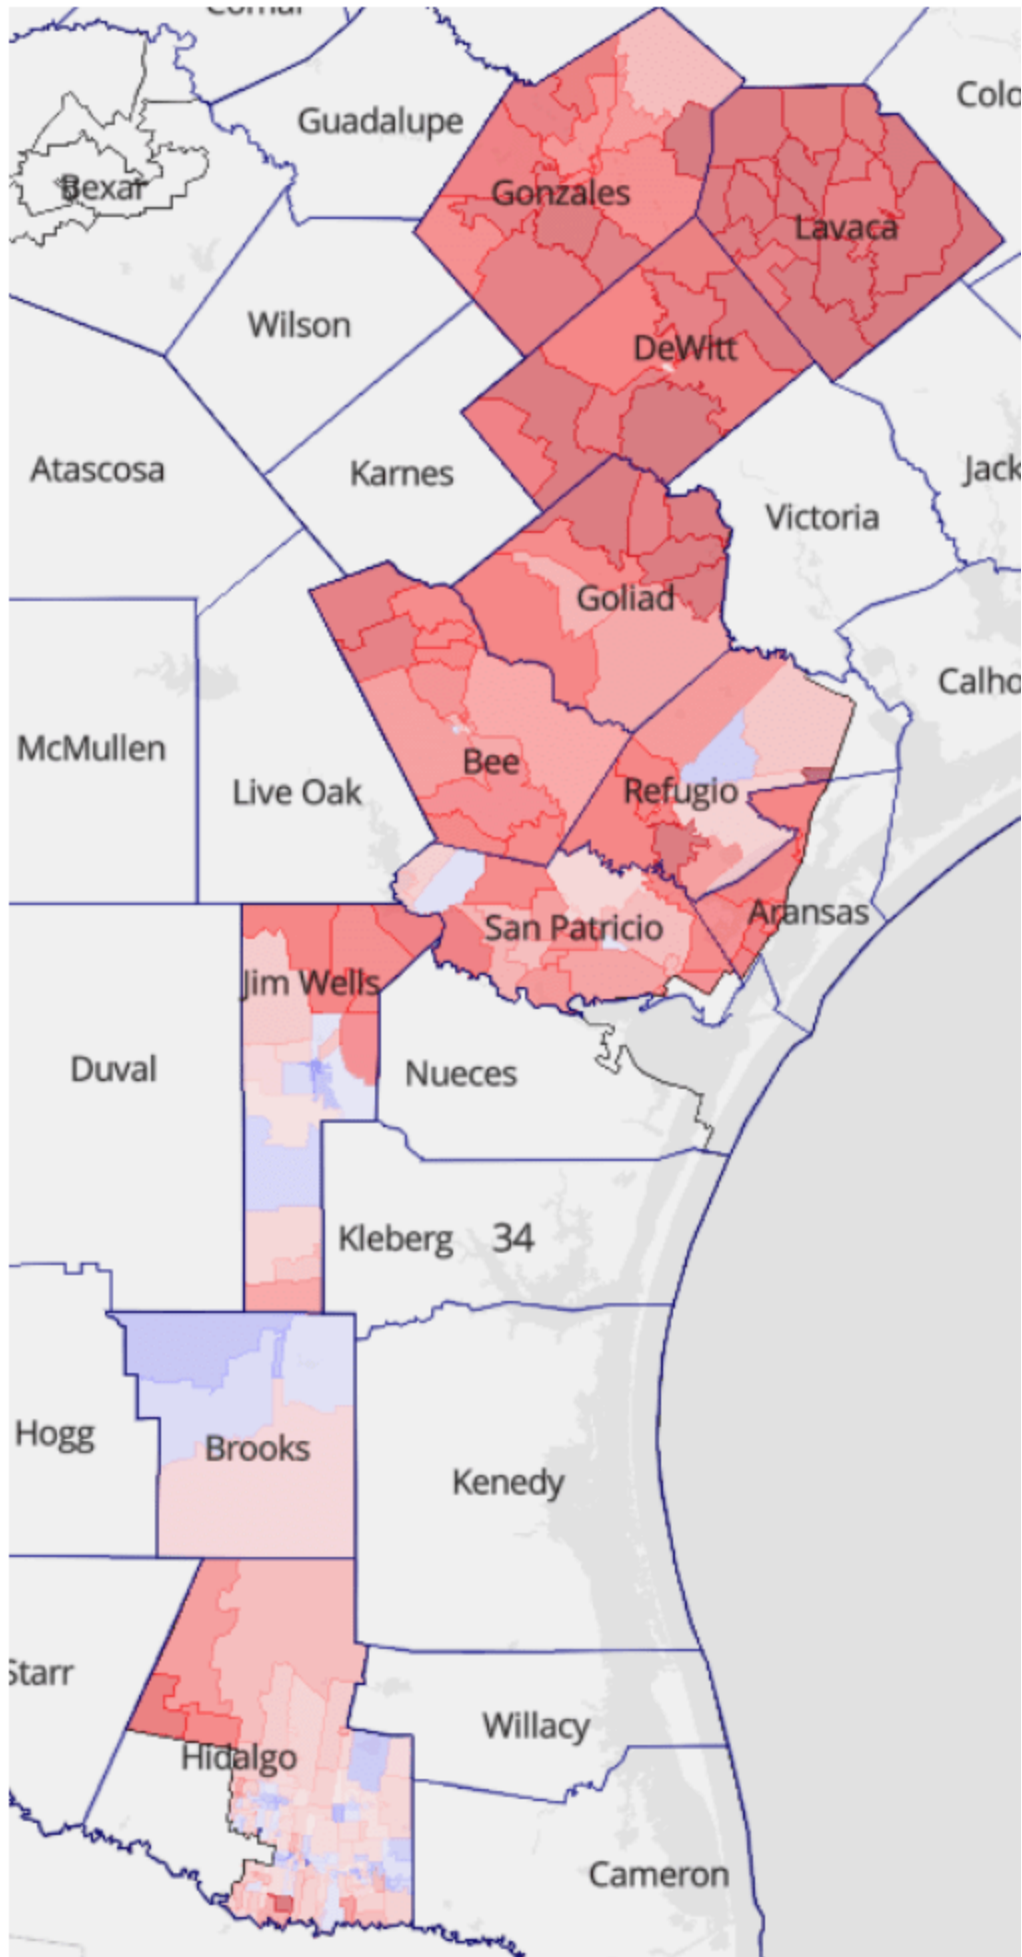 Comal
Colo
Guadalupe
Bexar
Gonzales
Lavaca
Wilson
DeWitt
Atascosa
Karnes
Jack
Victoria
Goliad
Calho
McMullen
Bee
Live Oak
Refugio
Aransas
San Patricio
Jim Wells
Duval
Nueces
Kleberg 34
Hogg
Brooks
Kenedy
Starr
Willacy
Hidalgo
Cameron